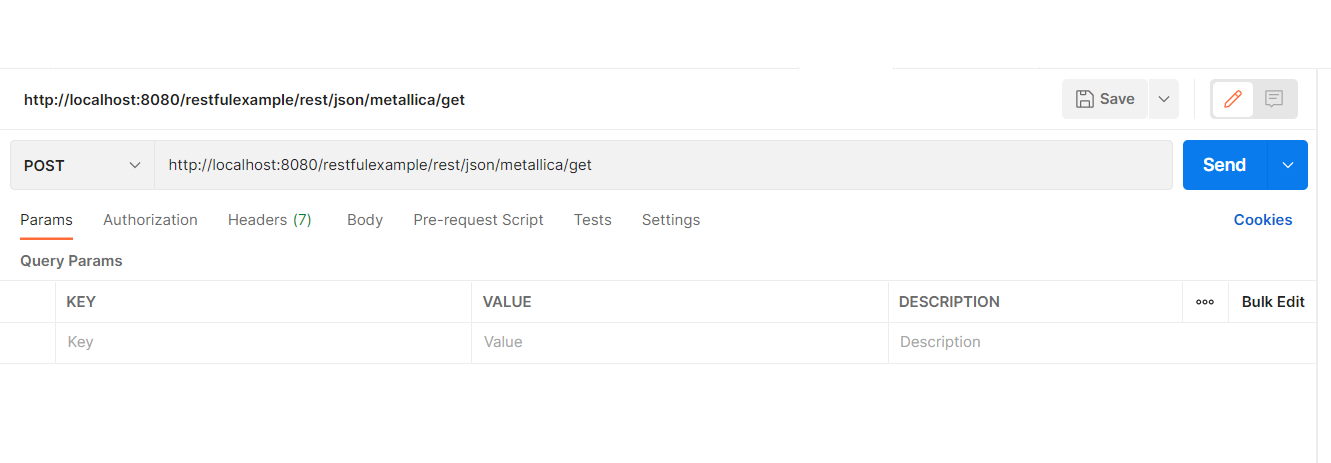 http://localhost:8080/restfulexample/rest/json/metallica/get
Save
POST
http://localhost:8080/restfulexample/rest/json/metallica/get
Send
Params Authorization Headers (7) Body Pre-request Script Tests Settings Cookies
Query Params
KEY VALUE DESCRIPTION ooo Bulk Edit
Key Value Description